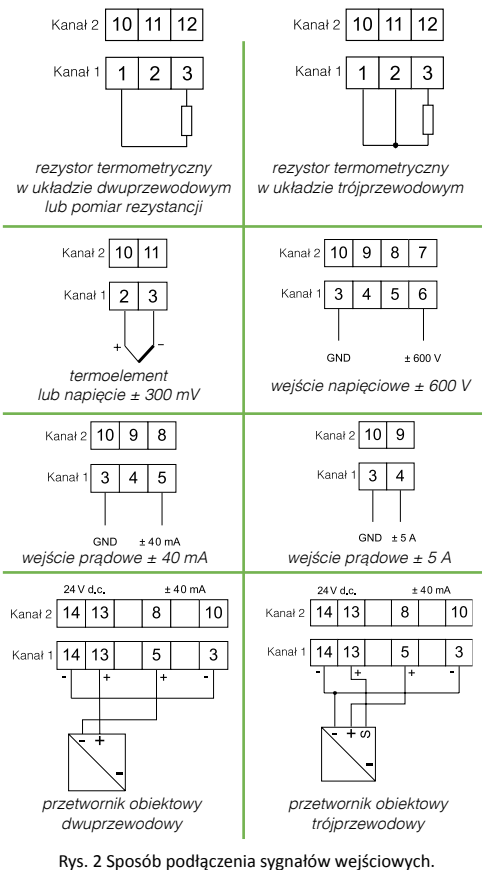 Kanał 2 10 11 12
Kanał 1 1 2 3
rezystor termometryczny
w układzie dwuprzewodowym
lub pomiar rezystancji
Kanał 2 10 11 12
Kanał 1 1 2 3
rezystor termometryczny
w układzie trójprzewodowym
Kanał 2 10 11
Kanał 1 2 3
+ -
termoelement
lub napięcie ± 300 mV
Kanał 2 10 9 8 7
Kanał 1 3 4 5 6
GND ± 600 V
wejście napięciowe ± 600 V
Kanał 2 10 9 8
Kanał 1 3 4 5
GND ± 40 mA
wejście prądowe ± 40 mA
Kanał 2 10 9
Kanał 1 3 4
GND ± 5 A
wejście prądowe ± 5 A
24V d.c. ± 40 mA
Kanał 2 14 13 8 10
Kanał 1 14 13 5 3
- + + -
- +
-
przetwornik obiektowy
dwuprzewodowy
24V d.c. ± 40 mA
Kanał 2 14 13 8 10
Kanał 1 14 13 5 3
- + + -
- + S
-
przetwornik obiektowy
trójprzewodowy
Rys. 2 Sposób podłączenia sygnałów wejściowych.